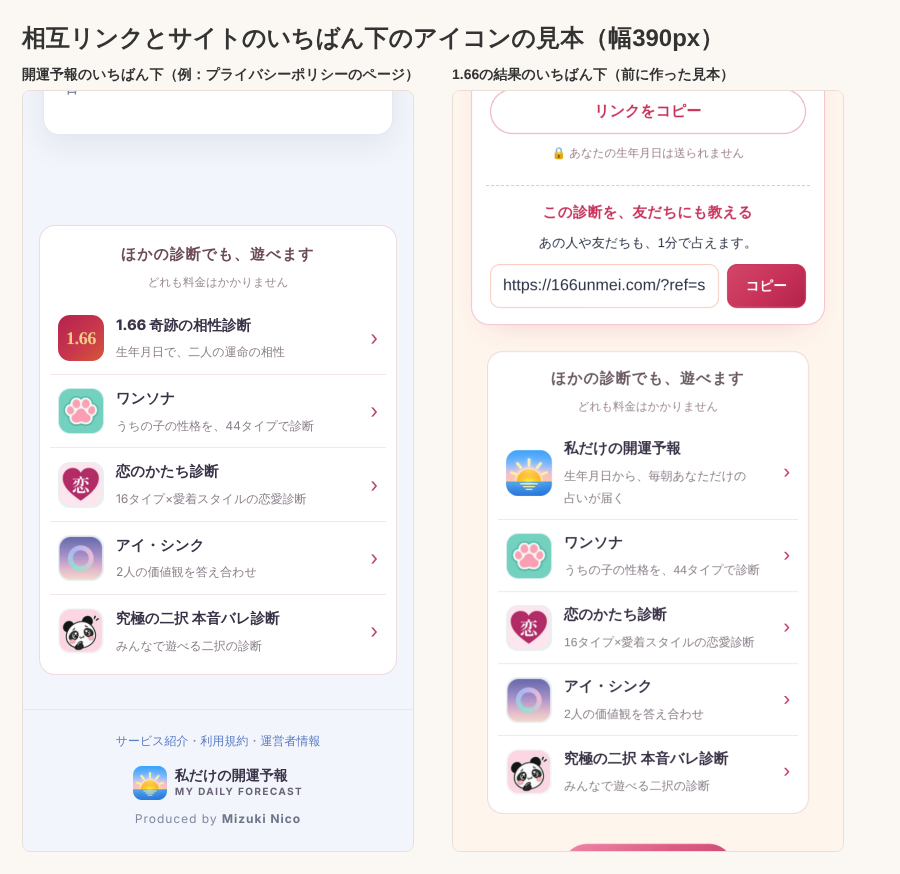 相互リンクとサイトのいちばん下のアイコンの見本（幅390px）
開運予報のいちばん下（例：プライバシーポリシーのページ）
ほかの診断でも、遊べます
どれも料金はかかりません
1.66
1.66 奇跡の相性診断
生年月日で、二人の運命の相性
›
ワンソナ
うちの子の性格を、44タイプで診断
›
恋
恋のかたち診断
16タイプ×愛着スタイルの恋愛診断
›
アイ・シンク
2人の価値観を答え合わせ
›
究極の二択 本音バレ診断
みんなで遊べる二択の診断
›
サービス紹介・利用規約・運営者情報
私だけの開運予報
MY DAILY FORECAST
Produced by Mizuki Nico
1.66の結果のいちばん下（前に作った見本）
リンクをコピー
🔒 あなたの生年月日は送られません
この診断を、友だちにも教える
あの人や友だちも、1分で占えます。
https://166unmei.com/?ref=s
コピー
ほかの診断でも、遊べます
どれも料金はかかりません
私だけの開運予報
生年月日から、毎朝あなただけの
占いが届く
›
ワンソナ
うちの子の性格を、44タイプで診断
›
恋
恋のかたち診断
16タイプ×愛着スタイルの恋愛診断
›
アイ・シンク
2人の価値観を答え合わせ
›
究極の二択 本音バレ診断
みんなで遊べる二択の診断
›